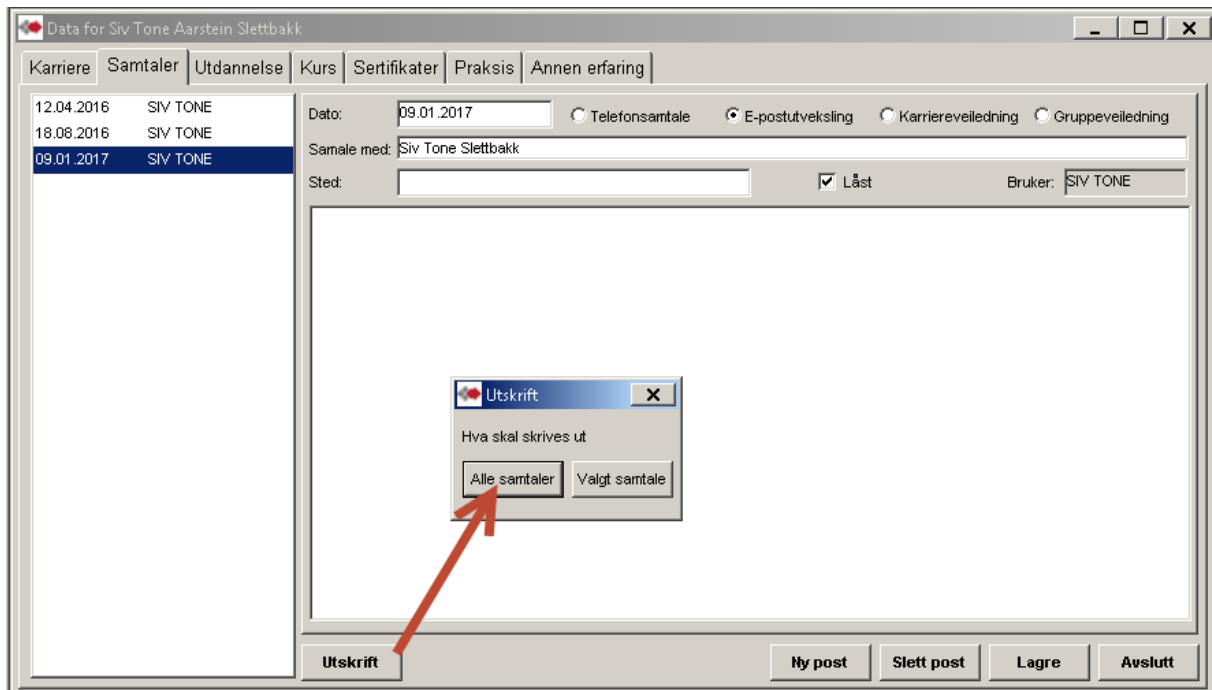 Data for Siv Tone Aarstein Slettbakk
Karriere Samtaler Utdannelse Kurs Sertifikater Praksis Annen erfaring
12.04.2016 SIV TONE
18.08.2016 SIV TONE
09.01.2017 SIV TONE
Dato: 09.01.2017 Telefonsamtale E-postutveksling Karriereveiledning Gruppeveiledning
Samale med: Siv Tone Slettbakk
Sted: Låst Bruker: SIV TONE
Utskrift
Hva skal skrives ut
Alle samtaler Valgt samtale
Utskrift Ny post Slett post Lagre Avslutt